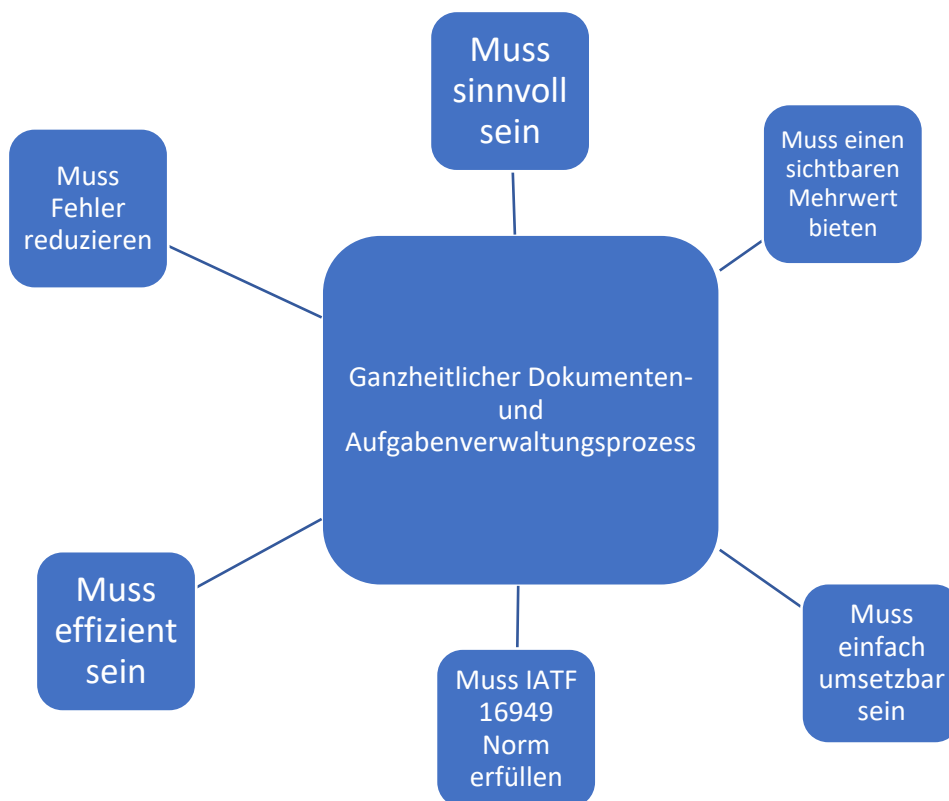 Muss
sinnvoll
sein
Muss einen
sichtbaren
Mehrwert
bieten
Muss
Fehler
reduzieren
Ganzheitlicher Dokumenten-
und
Aufgabenverwaltungsprozess
Muss
effizient
sein
Muss IATF
16949
Norm
erfüllen
Muss
einfach
umsetzbar
sein